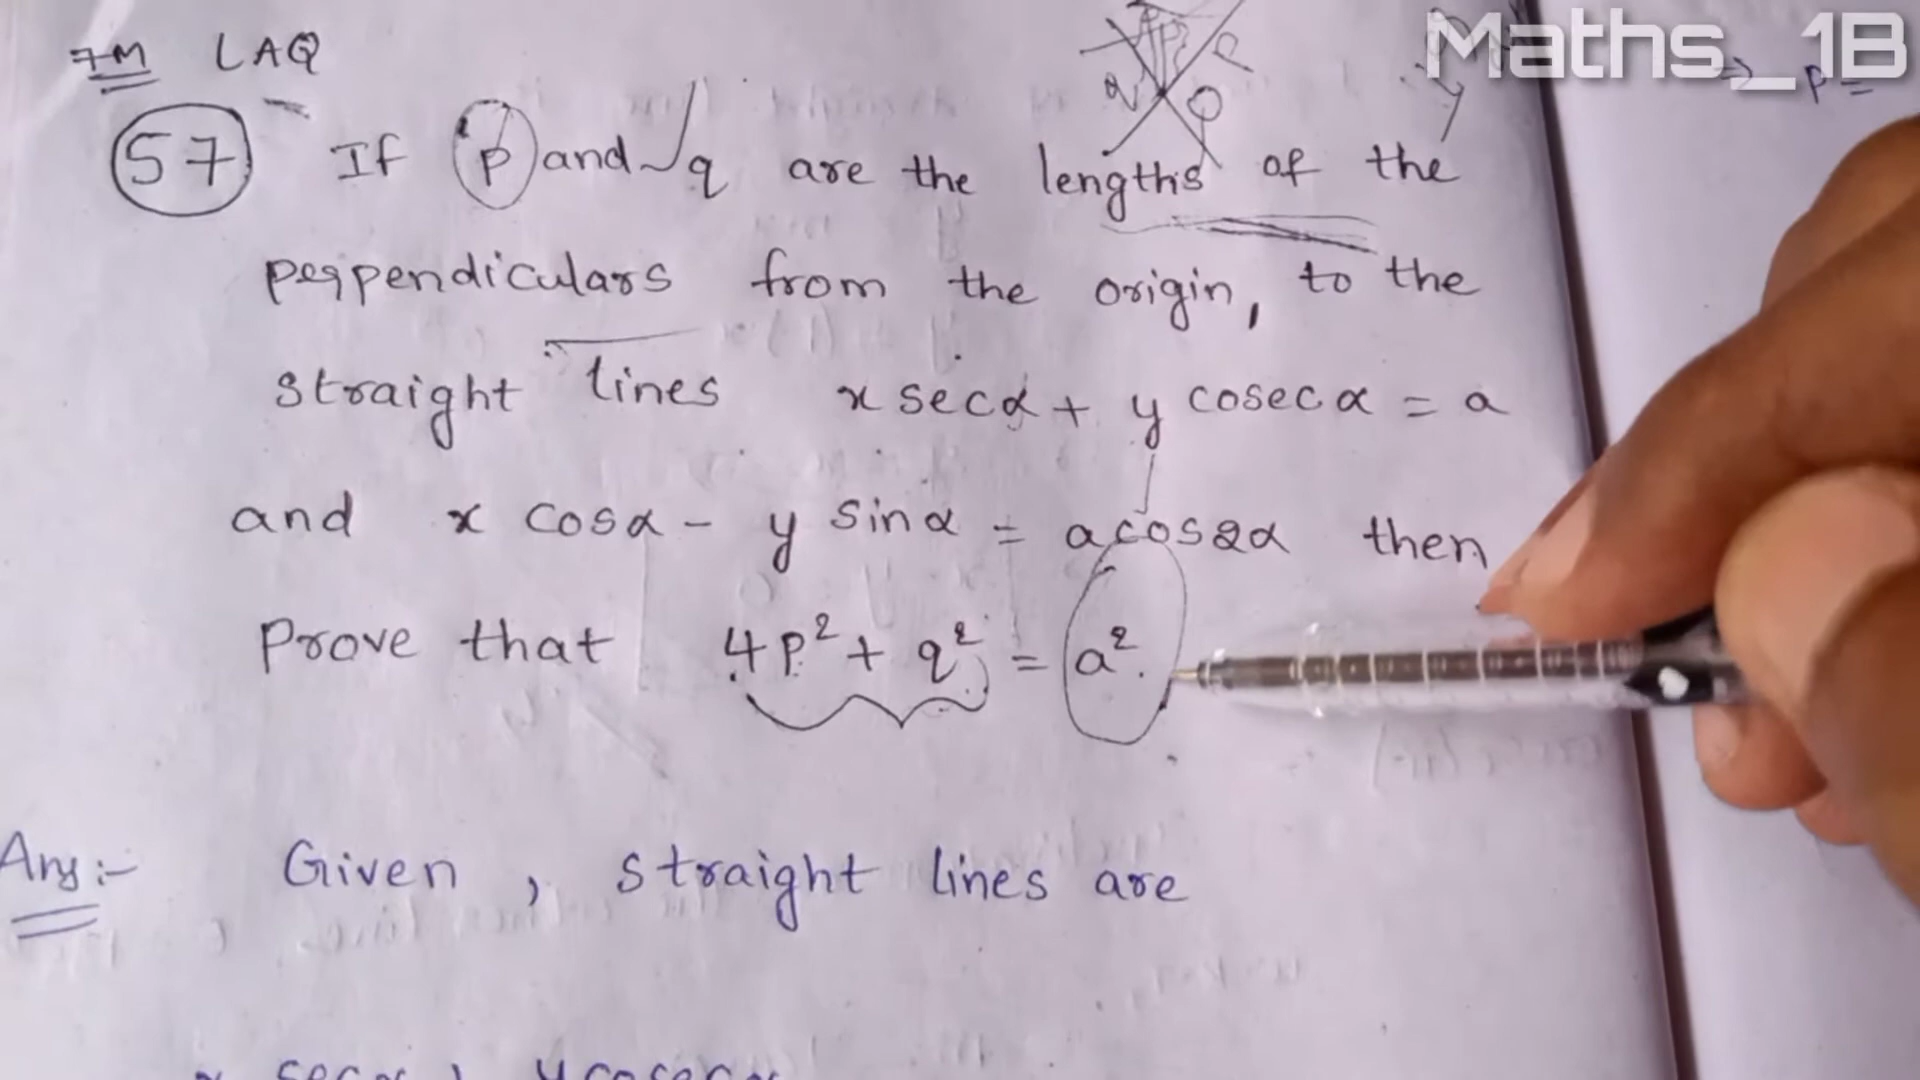 Maths_1B
7M LAQ
p =
57 If p and q are the lengths of the
perpendiculars from the origin, to the
straight lines x secα + y cosecα = a
and x cosα - y sinα = acos2α then
Prove that 4p² + q² = a².
Ans:- Given, straight lines are